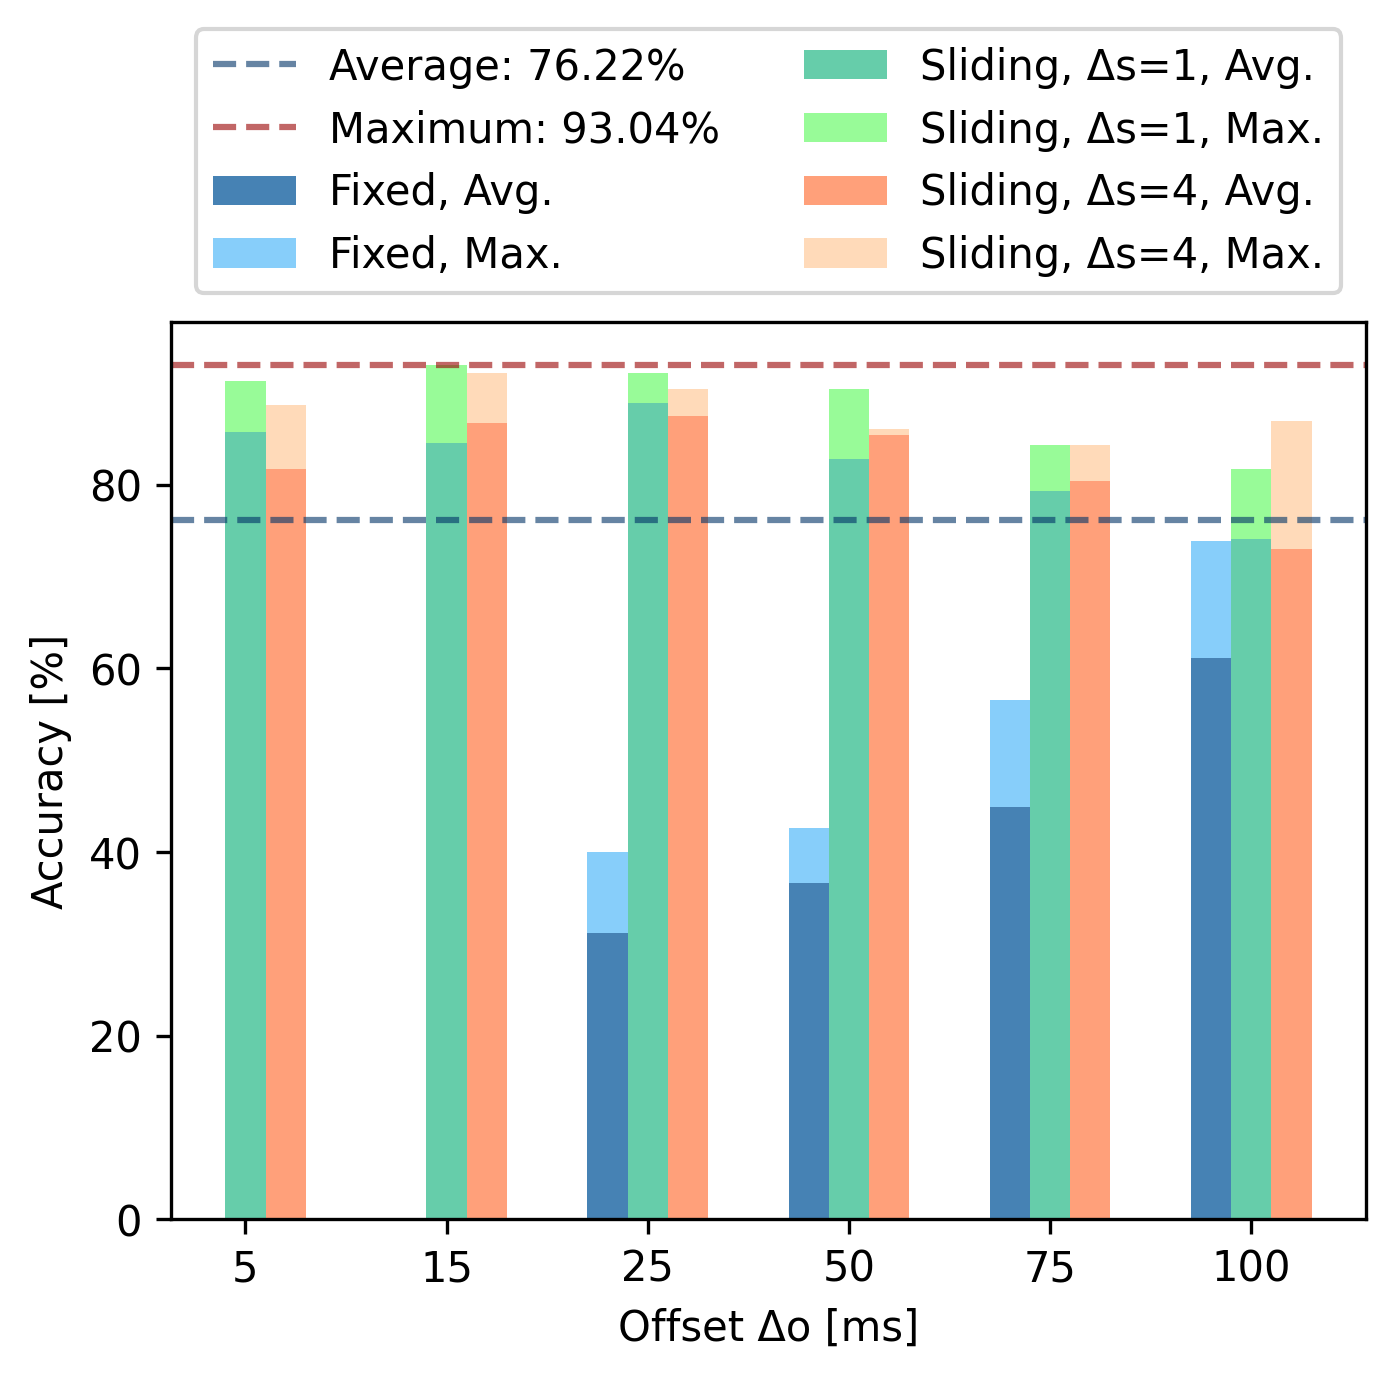 Average: 76.22%
Maximum: 93.04%
Fixed, Avg.
Fixed, Max.
Sliding, Δs=1, Avg.
Sliding, Δs=1, Max.
Sliding, Δs=4, Avg.
Sliding, Δs=4, Max.
Accuracy [%]
80
60
40
20
0
5 15 25 50 75 100
Offset Δo [ms]